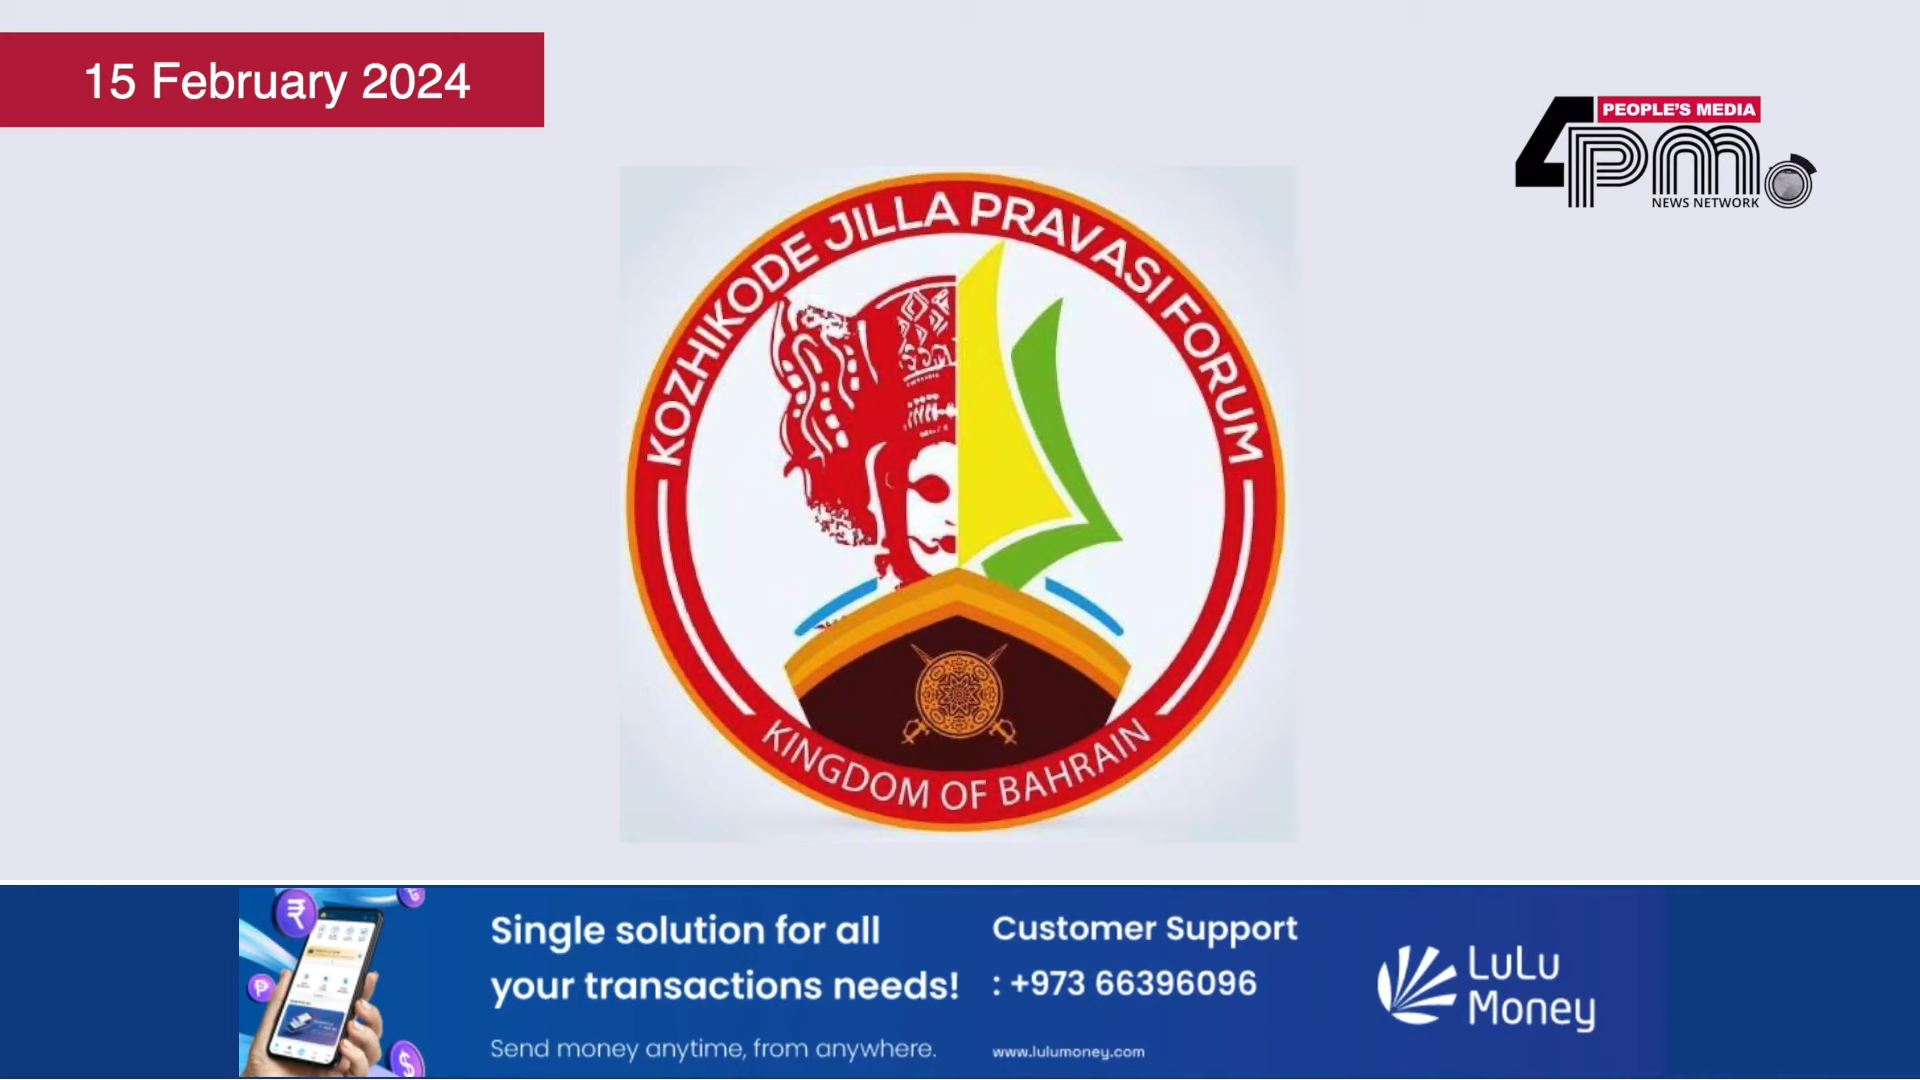 15 February 2024
PEOPLE'S MEDIA
4pm
NEWS NETWORK
KOZHIKODE JILLA PRAVASI FORUM
KINGDOM OF BAHRAIN
Single solution for all
your transactions needs!
Send money anytime, from anywhere.
Customer Support
: +973 66396096
www.lulumoney.com
LuLu
Money